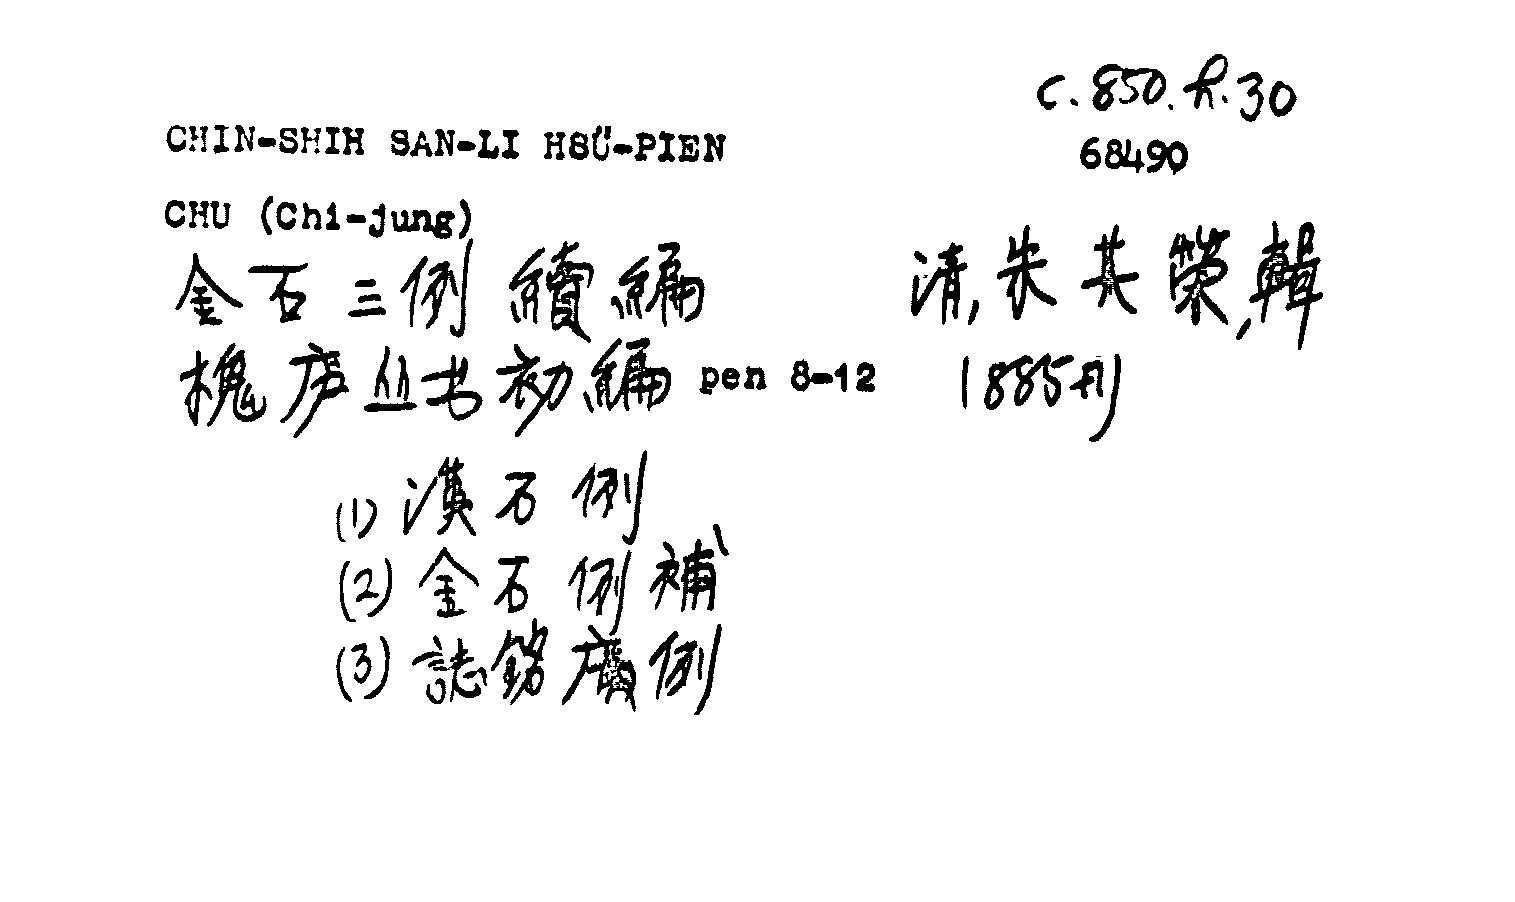 C.850.h.30
68490
CHIN-SHIH SAN-LI HSÜ-PIEN
CHU (Chi-jung)
金石三例續編 清,朱其榮,輯
槐庐丛书初編 pen 8-12 1885刊
(1) 漢石例
(2) 金石例補
(3) 誌銘廣例